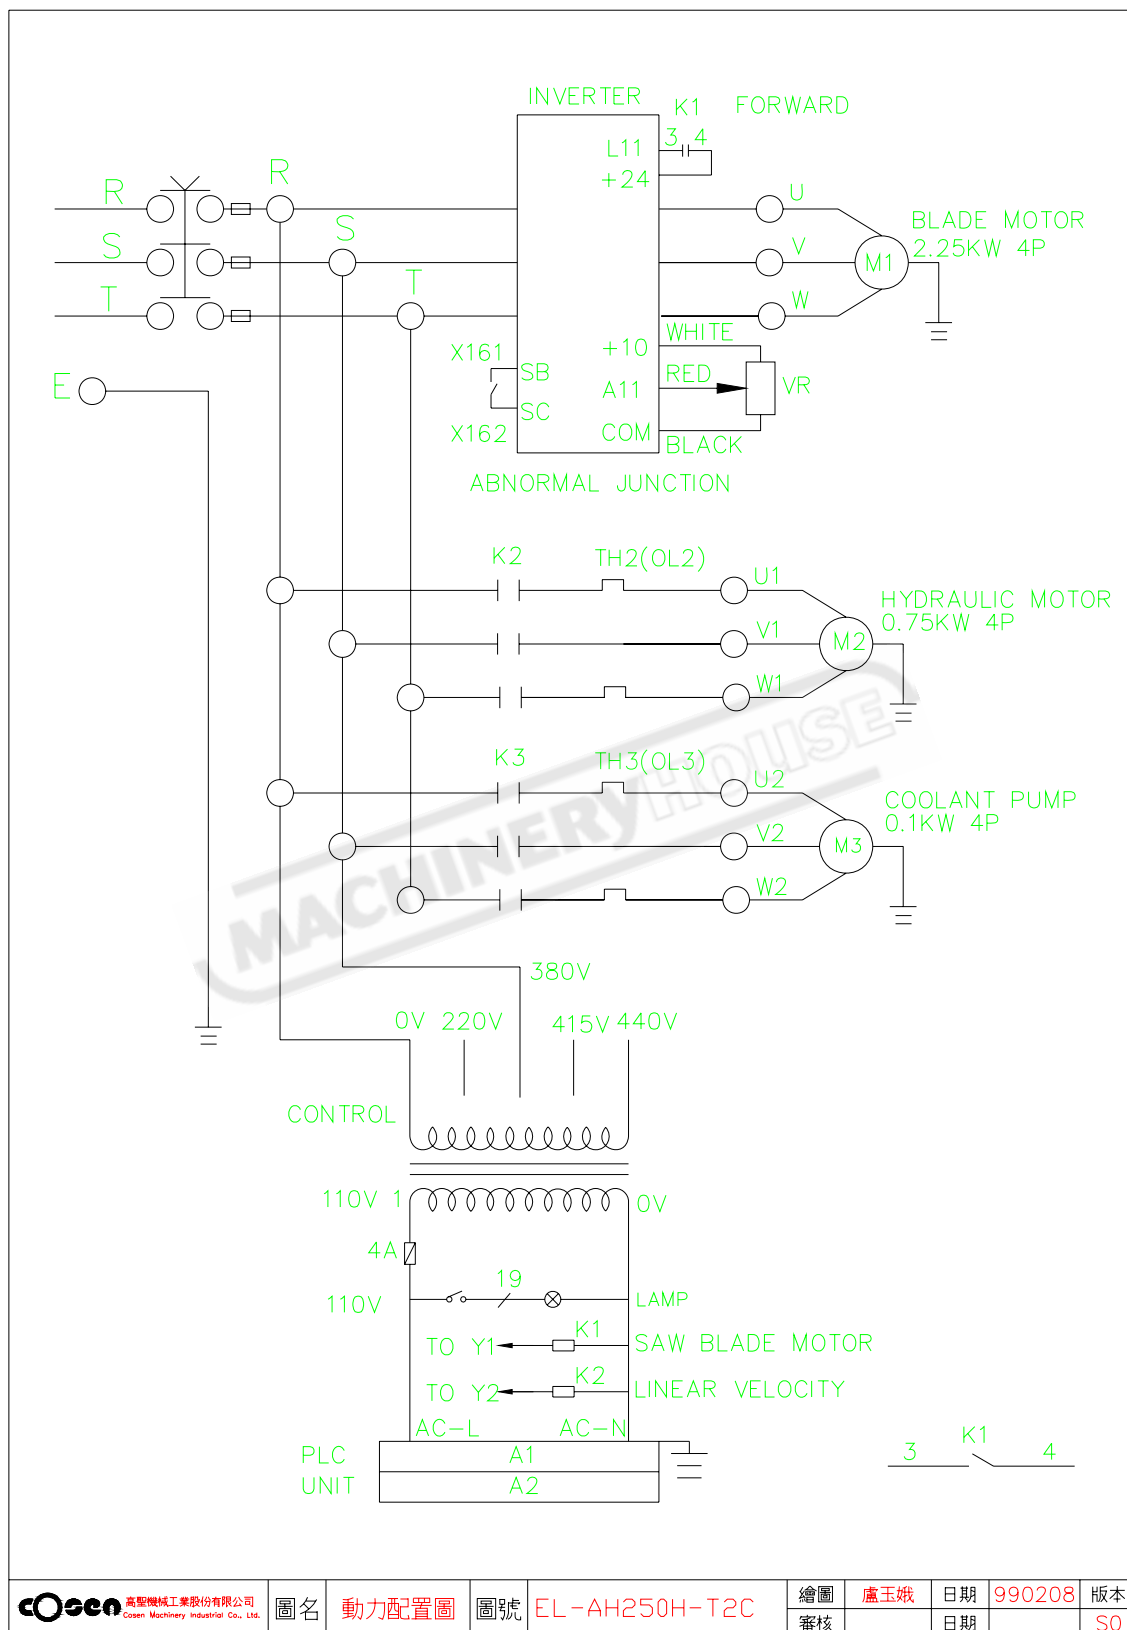 INVERTER
K1 FORWARD
3 4
L11
+24
R
R
S
S
T
T
U
V
W
M1
BLADE MOTOR
2.25KW 4P
WHITE
+10
X161
SB
RED
A11
VR
SC
X162
COM
BLACK
E
ABNORMAL JUNCTION
K2
TH2(OL2)
U1
V1
W1
M2
HYDRAULIC MOTOR
0.75KW 4P
K3
TH3(OL3)
U2
V2
W2
M3
COOLANT PUMP
0.1KW 4P
MACHINERYHOUSE
380V
0V 220V 415V 440V
CONTROL
110V 1
0V
4A
19
110V
LAMP
K1
TO Y1
SAW BLADE MOTOR
K2
TO Y2
LINEAR VELOCITY
AC-L AC-N
PLC
UNIT
A1
A2
K1
3 4
cosen 高聖機械工業股份有限公司
Cosen Machinery Industrial Co., Ltd.
圖名 動力配置圖 圖號 EL-AH250H-T2C
繪圖 盧玉娥 日期 990208 版本
審核 日期 S0